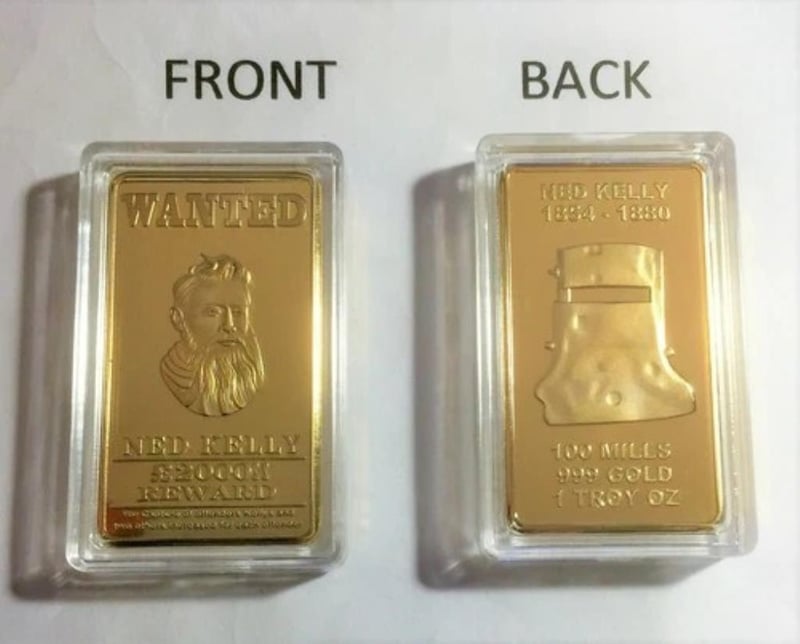 FRONT
BACK
WANTED
NED KELLY
£2000!!
REWARD
NED KELLY
1854 - 1880
100 MILLS
999 GOLD
1 TROY OZ